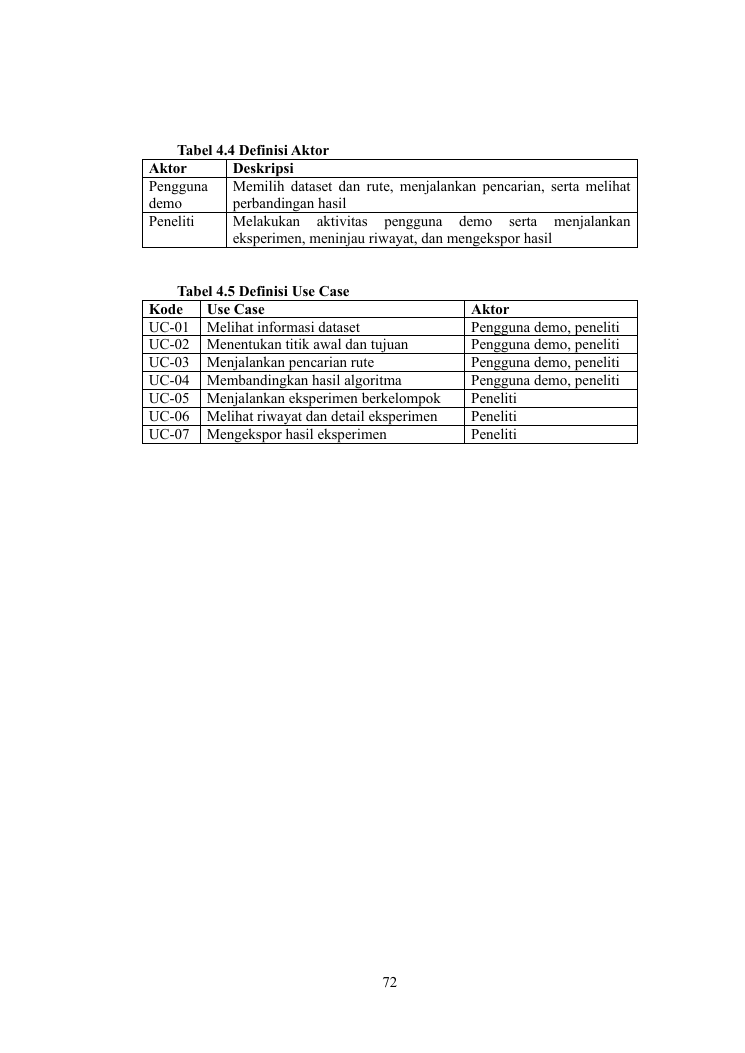 Tabel 4.4 Definisi Aktor
Aktor Deskripsi
Pengguna demo Memilih dataset dan rute, menjalankan pencarian, serta melihat perbandingan hasil
Peneliti Melakukan aktivitas pengguna demo serta menjalankan eksperimen, meninjau riwayat, dan mengekspor hasil
Tabel 4.5 Definisi Use Case
Kode Use Case Aktor
UC-01 Melihat informasi dataset Pengguna demo, peneliti
UC-02 Menentukan titik awal dan tujuan Pengguna demo, peneliti
UC-03 Menjalankan pencarian rute Pengguna demo, peneliti
UC-04 Membandingkan hasil algoritma Pengguna demo, peneliti
UC-05 Menjalankan eksperimen berkelompok Peneliti
UC-06 Melihat riwayat dan detail eksperimen Peneliti
UC-07 Mengekspor hasil eksperimen Peneliti
72